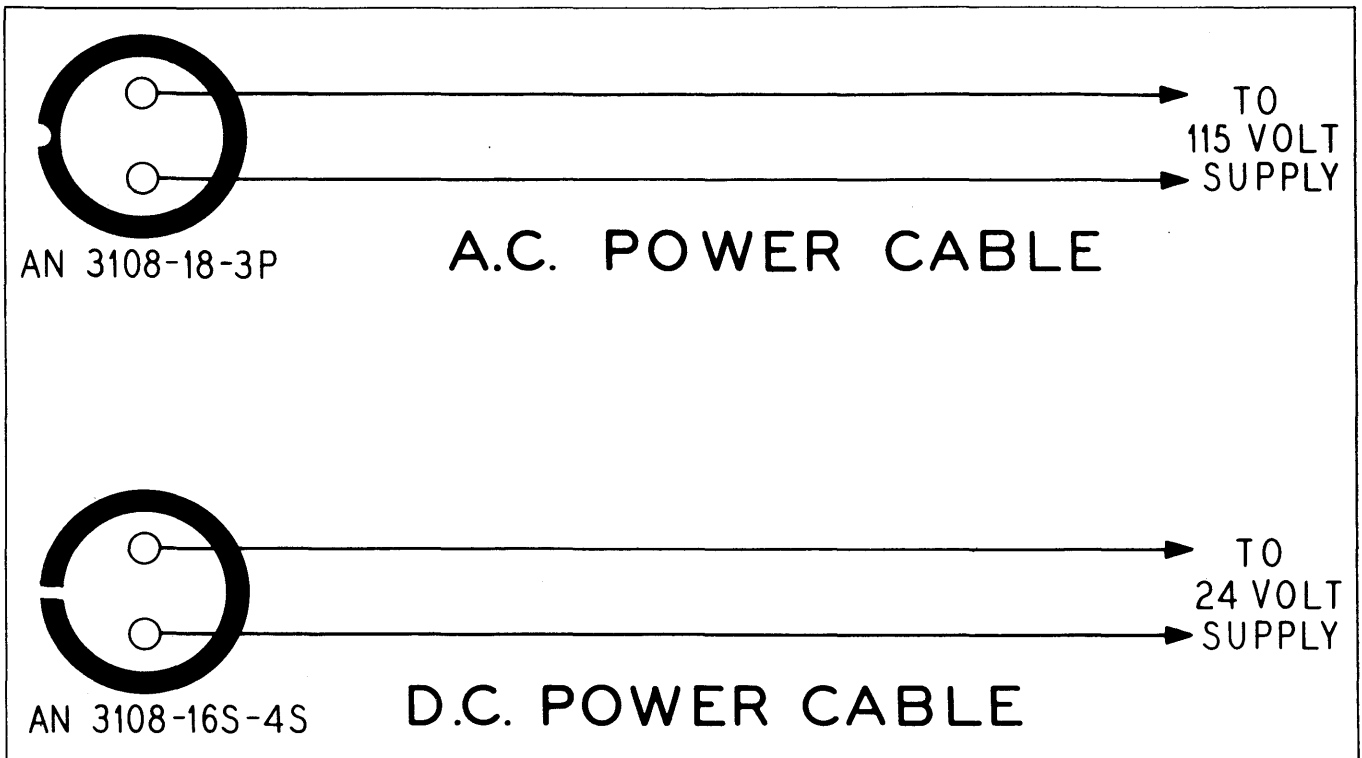 TO
115 VOLT
SUPPLY
AN 3108-18-3P
A.C. POWER CABLE
TO
24 VOLT
SUPPLY
AN 3108-16S-4S
D.C. POWER CABLE